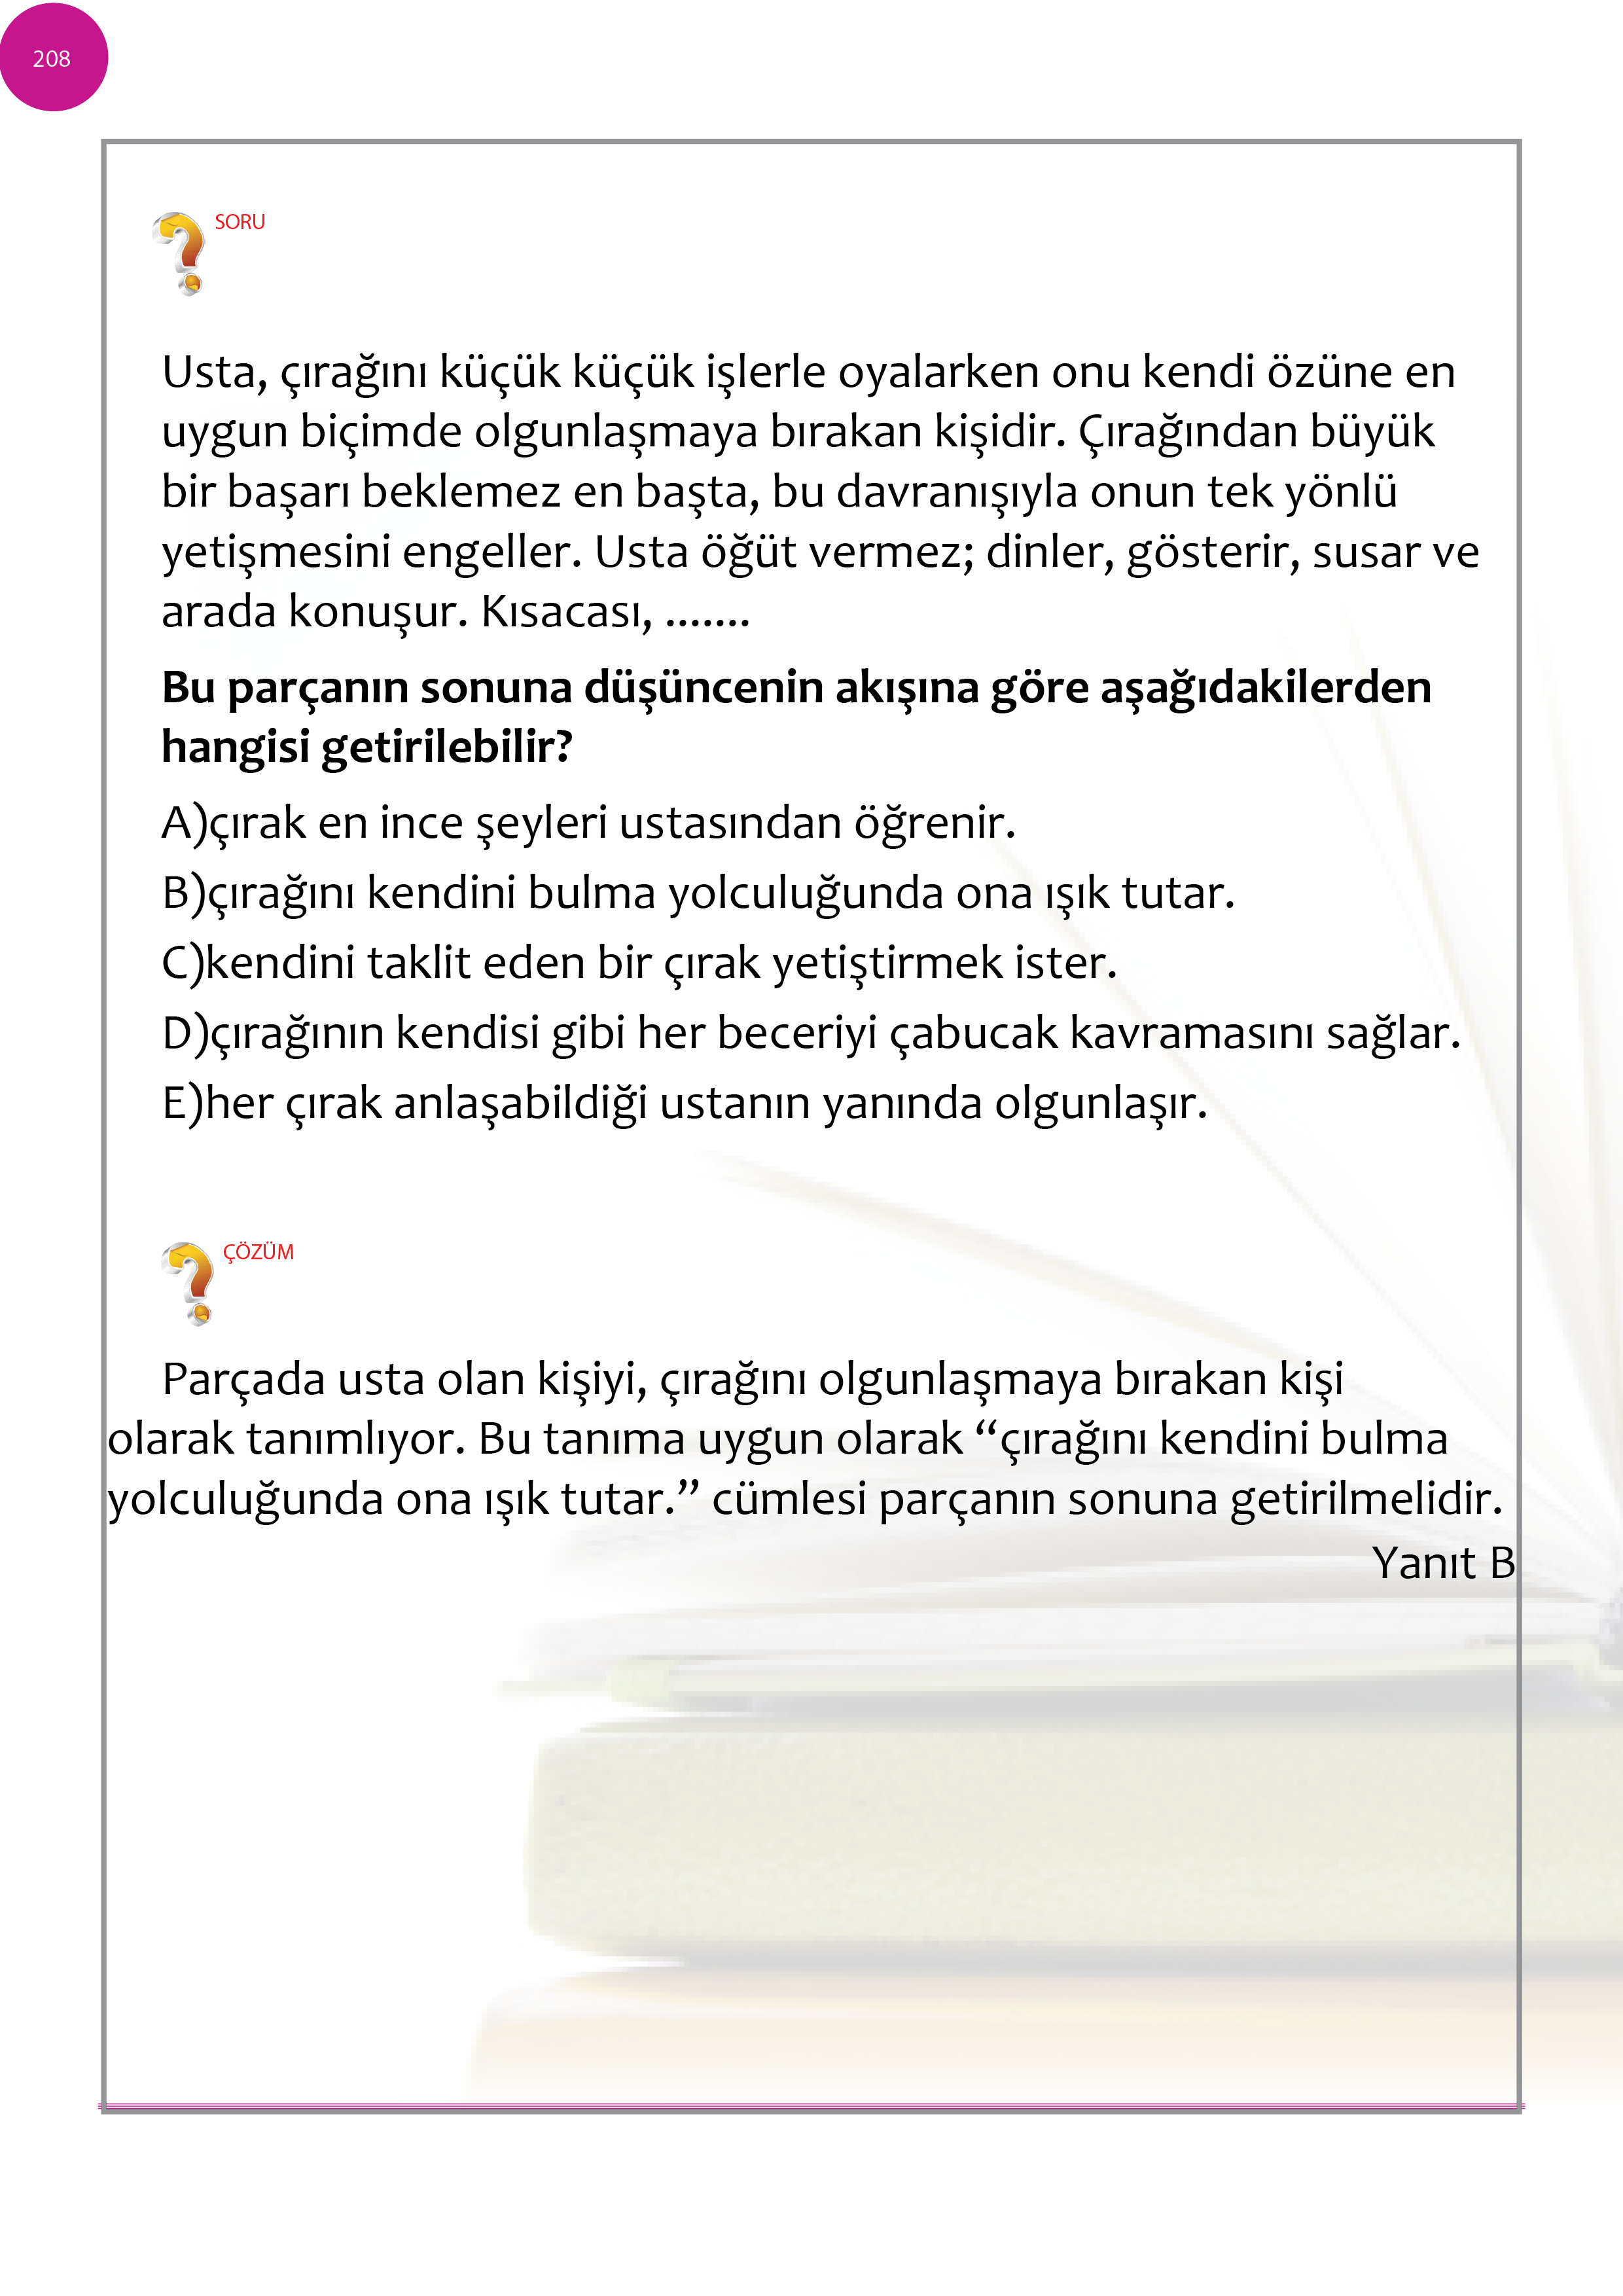 208
SORU
Usta, çırağını küçük küçük işlerle oyalarken onu kendi özüne en
uygun biçimde olgunlaşmaya bırakan kişidir. Çırağından büyük
bir başarı beklemez en başta, bu davranışıyla onun tek yönlü
yetişmesini engeller. Usta öğüt vermez; dinler, gösterir, susar ve
arada konuşur. Kısacası, .......
Bu parçanın sonuna düşüncenin akışına göre aşağıdakilerden
hangisi getirilebilir?
A)çırak en ince şeyleri ustasından öğrenir.
B)çırağını kendini bulma yolculuğunda ona ışık tutar.
C)kendini taklit eden bir çırak yetiştirmek ister.
D)çırağının kendisi gibi her beceriyi çabucak kavramasını sağlar.
E)her çırak anlaşabildiği ustanın yanında olgunlaşır.
ÇÖZÜM
Parçada usta olan kişiyi, çırağını olgunlaşmaya bırakan kişi
olarak tanımlıyor. Bu tanıma uygun olarak “çırağını kendini bulma
yolculuğunda ona ışık tutar.” cümlesi parçanın sonuna getirilmelidir.
Yanıt B